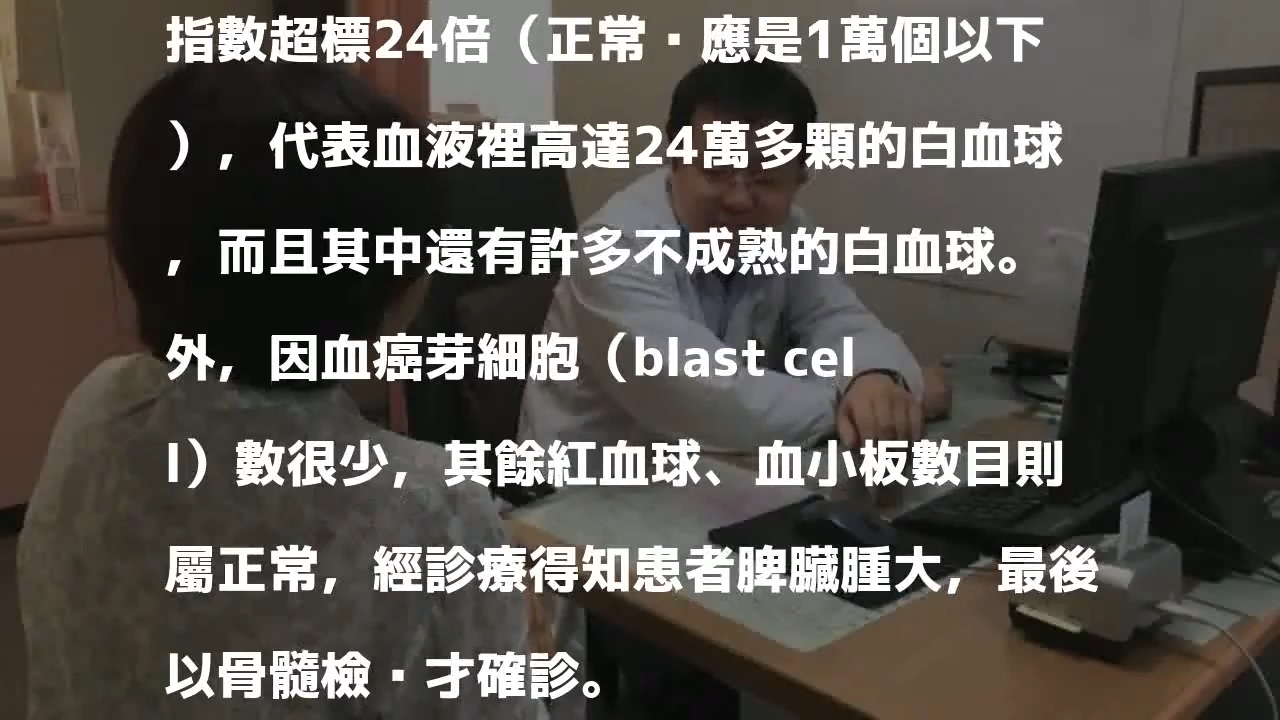 指數超標24倍（正常▪應是1萬個以下
），代表血液裡高達24萬多顆的白血球
，而且其中還有許多不成熟的白血球。
外，因血癌芽細胞（blast cel
l）數很少，其餘紅血球、血小板數目則
屬正常，經診療得知患者脾臟腫大，最後
以骨髓檢▪才確診。